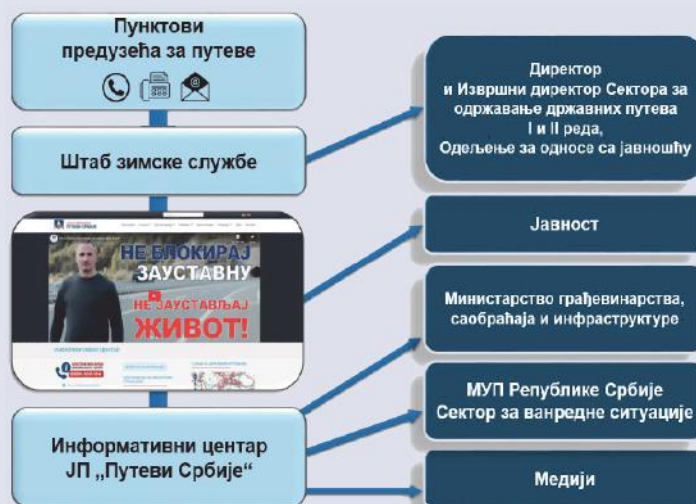 Пунктови
предузећа за путеве
Штаб зимске службе
НЕ БЛОКИРАЈ
ЗАУСТАВНУ
НЕ ЗАУСТАВЉАЈ
ЖИВОТ!
Информативни центар
ЈП „Путеви Србије“
Директор
и Извршни директор Сектора за
одржавање државних путева
I и II реда,
Одељење за односе са јавношћу
Јавност
Министарство грађевинарства,
саобраћаја и инфраструктуре
МУП Републике Србије
Сектор за ванредне ситуације
Медији